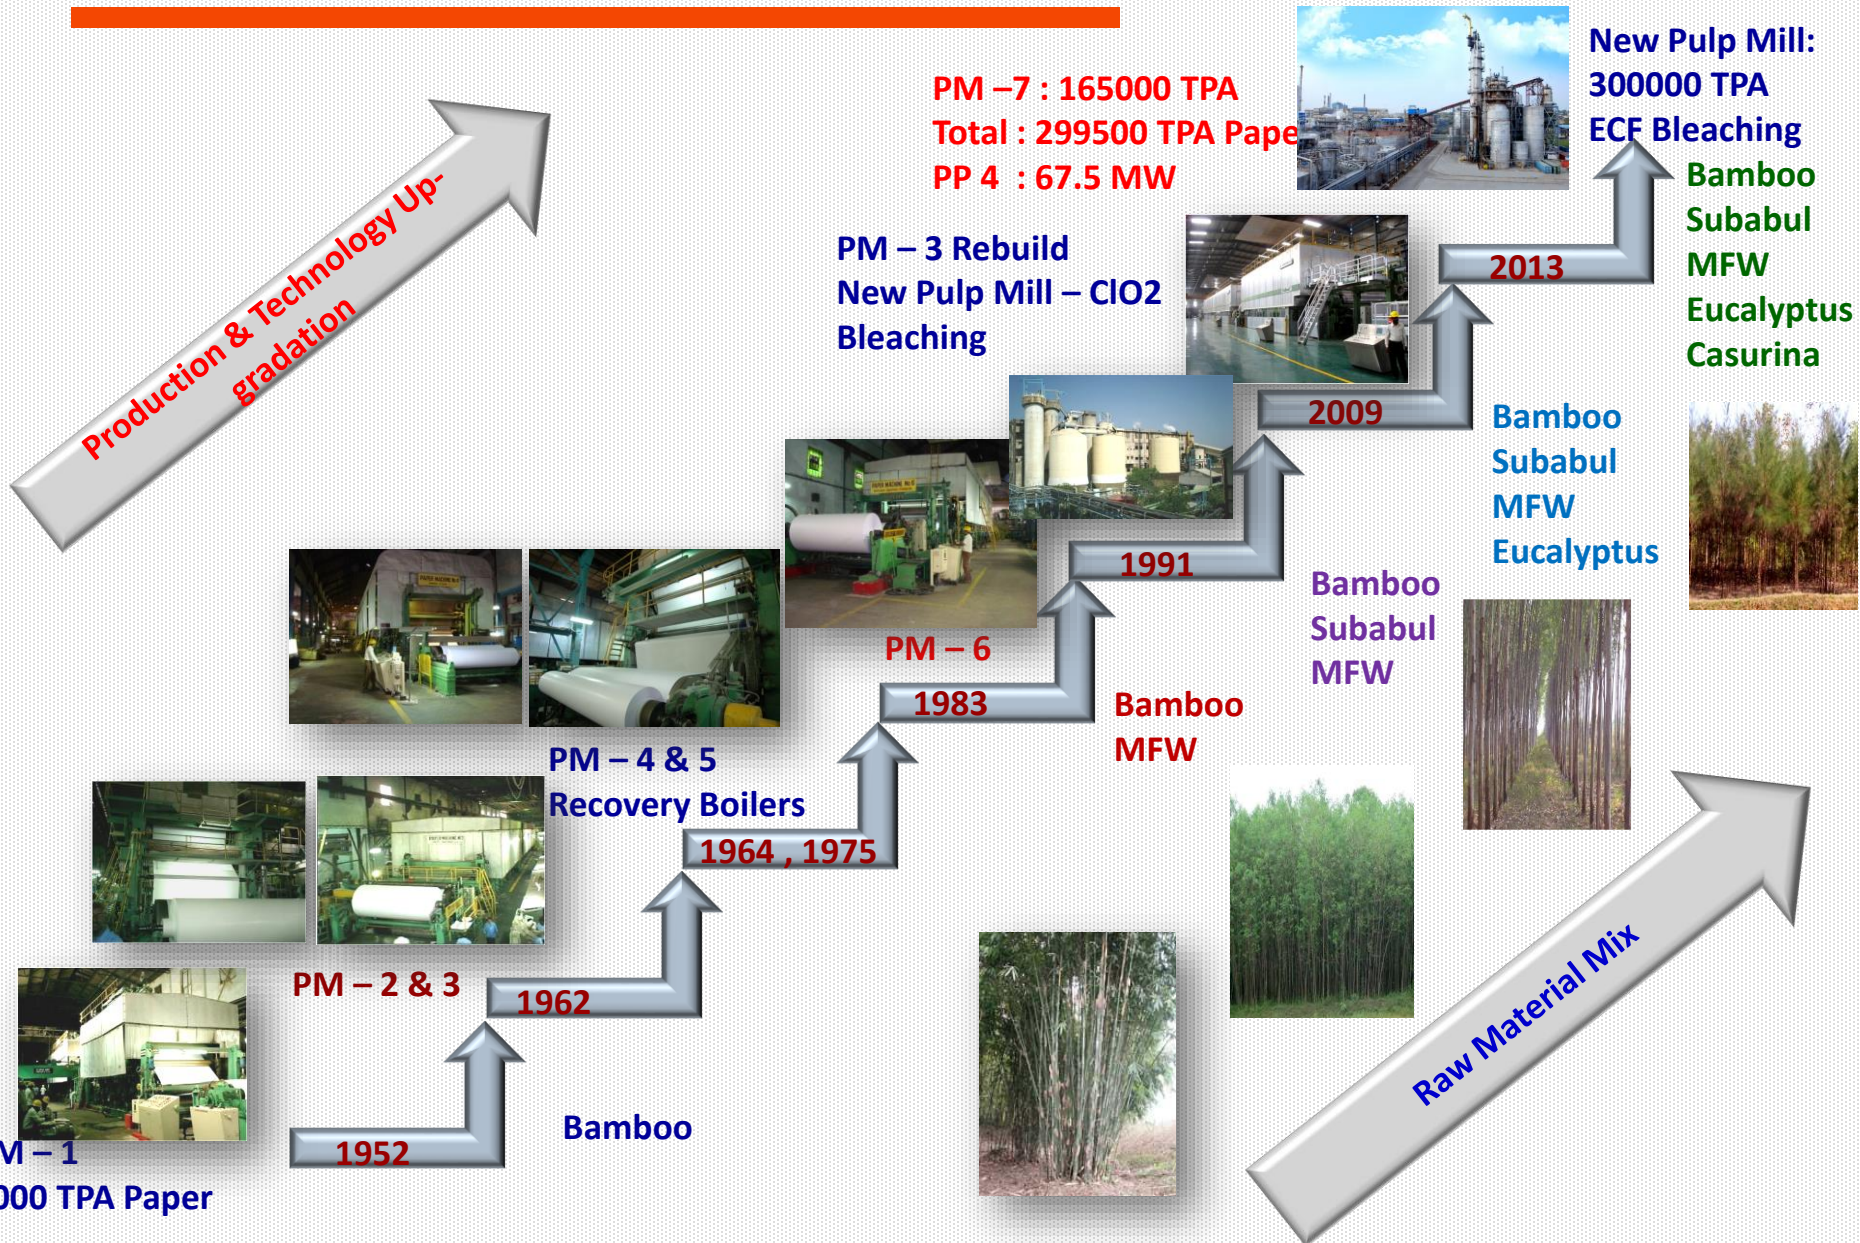 Production & Technology Up-
gradation
New Pulp Mill:
300000 TPA
ECF Bleaching
PM –7 : 165000 TPA
Total : 299500 TPA Pape
PP 4 : 67.5 MW
Bamboo
Subabul
MFW
Eucalyptus
Casurina
2013
PM – 3 Rebuild
New Pulp Mill – ClO2
Bleaching
2009
Bamboo
Subabul
MFW
Eucalyptus
1991
Bamboo
Subabul
MFW
PM – 6
1983
Bamboo
MFW
PM – 4 & 5
Recovery Boilers
1964 , 1975
PM – 2 & 3
1962
Bamboo
1952
M – 1
000 TPA Paper
Raw Material Mix